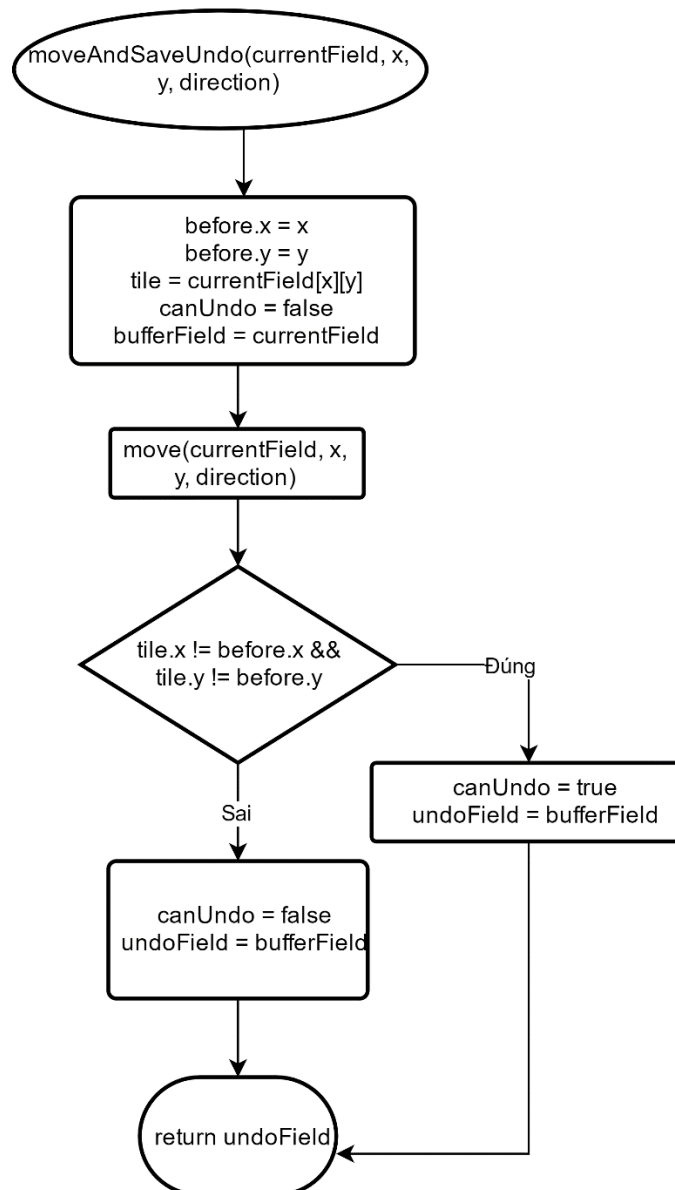 moveAndSaveUndo(currentField, x,
y, direction)
before.x = x
before.y = y
tile = currentField[x][y]
canUndo = false
bufferField = currentField
move(currentField, x,
y, direction)
tile.x != before.x &&
tile.y != before.y
Đúng
canUndo = true
undoField = bufferField
Sai
canUndo = false
undoField = bufferField
return undoField